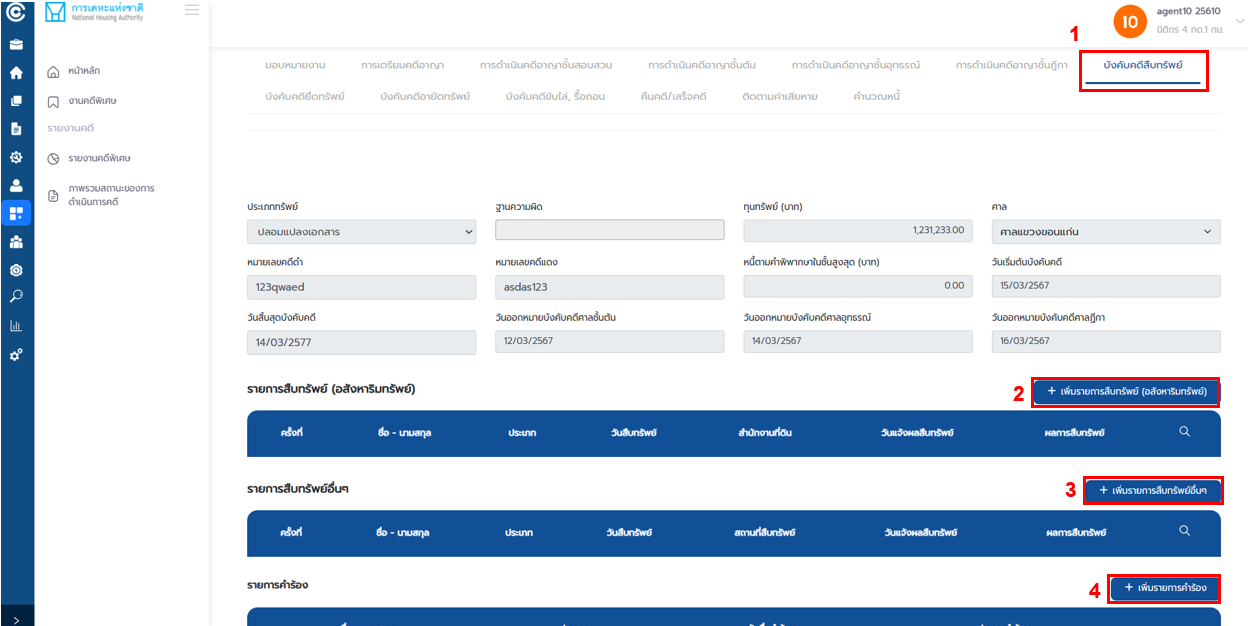 การเคหะแห่งชาติ
National Housing Authority
agent10 25610
10
นิติกร 4 กด.1 กม.
1
หน้าหลัก
งานคดีพิเศษ
รายงานคดี
รายงานคดีพิเศษ
ภาพรวมสถานะของการ
ดำเนินการคดี
มอบหมายงาน การเตรียมคดีอาญา การดำเนินคดีอาญาชั้นสอบสวน การดำเนินคดีอาญาชั้นต้น การดำเนินคดีอาญาชั้นอุทธรณ์ การดำเนินคดีอาญาชั้นฎีกา บังคับคดีสืบทรัพย์
บังคับคดียึดทรัพย์ บังคับคดีอายัดทรัพย์ บังคับคดีขับไล่, รื้อถอน คืนคดี/เสร็จคดี ติดตามค่าเสียหาย คำนวณหนี้
ประเภททรัพย์ ฐานความผิด ทุนทรัพย์ (บาท) ศาล
ปลอมแปลงเอกสาร 1,231,233.00 ศาลแขวงขอนแก่น
หมายเลขคดีดำ หมายเลขคดีแดง หนี้ตามคำพิพากษาในชั้นสูงสุด (บาท) วันเริ่มต้นบังคับคดี
123qwaed asdas123 0.00 15/03/2567
วันสิ้นสุดบังคับคดี วันออกหมายบังคับคดีศาลชั้นต้น วันออกหมายบังคับคดีศาลอุทธรณ์ วันออกหมายบังคับคดีศาลฎีกา
14/03/2577 12/03/2567 14/03/2567 16/03/2567
รายการสืบทรัพย์ (อสังหาริมทรัพย์) 2 + เพิ่มรายการสืบทรัพย์ (อสังหาริมทรัพย์)
ครั้งที่ ชื่อ - นามสกุล ประเภท วันสืบทรัพย์ สำนักงานที่ดิน วันแจ้งผลสืบทรัพย์ ผลการสืบทรัพย์
รายการสืบทรัพย์อื่นๆ 3 + เพิ่มรายการสืบทรัพย์อื่นๆ
ครั้งที่ ชื่อ - นามสกุล ประเภท วันสืบทรัพย์ สถานที่สืบทรัพย์ วันแจ้งผลสืบทรัพย์ ผลการสืบทรัพย์
รายการคำร้อง 4 + เพิ่มรายการคำร้อง